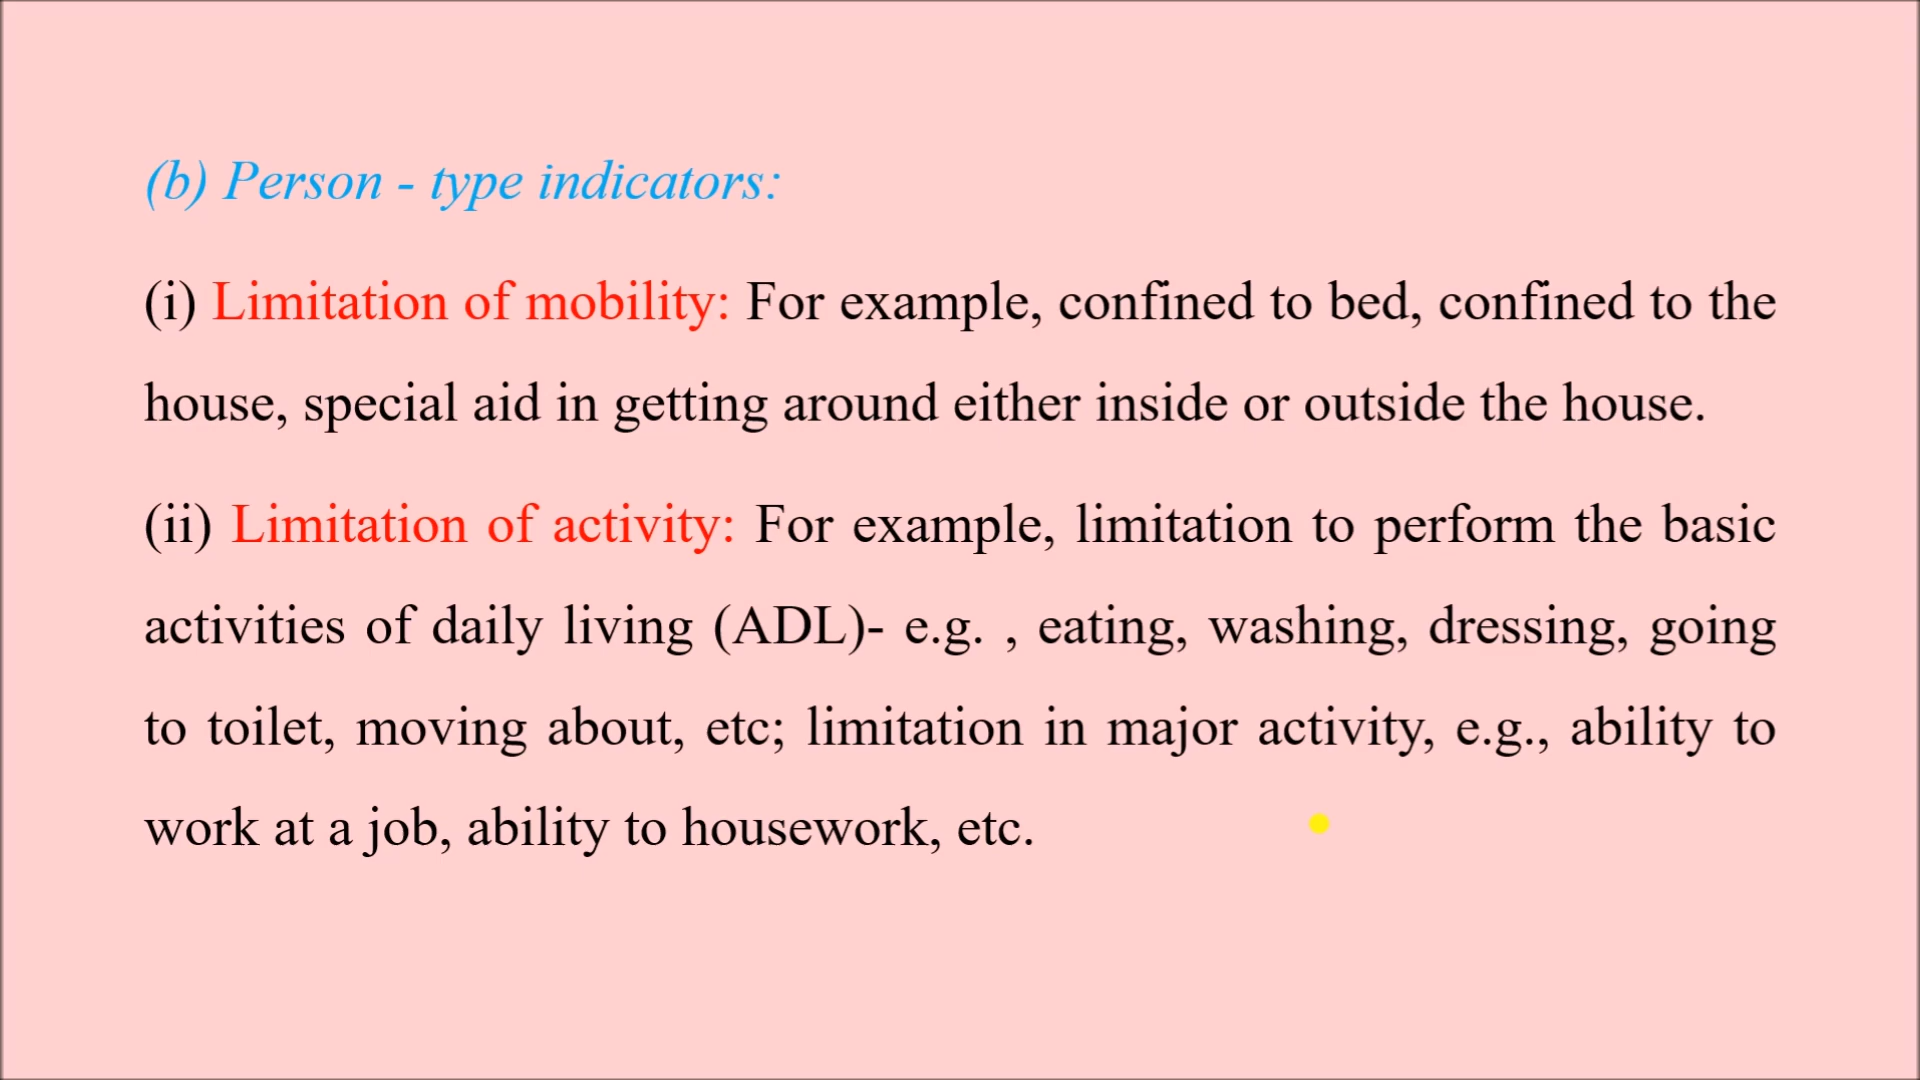 (b) Person - type indicators:
(i) Limitation of mobility: For example, confined to bed, confined to the
house, special aid in getting around either inside or outside the house.
(ii) Limitation of activity: For example, limitation to perform the basic
activities of daily living (ADL)- e.g. , eating, washing, dressing, going
to toilet, moving about, etc; limitation in major activity, e.g., ability to
work at a job, ability to housework, etc.